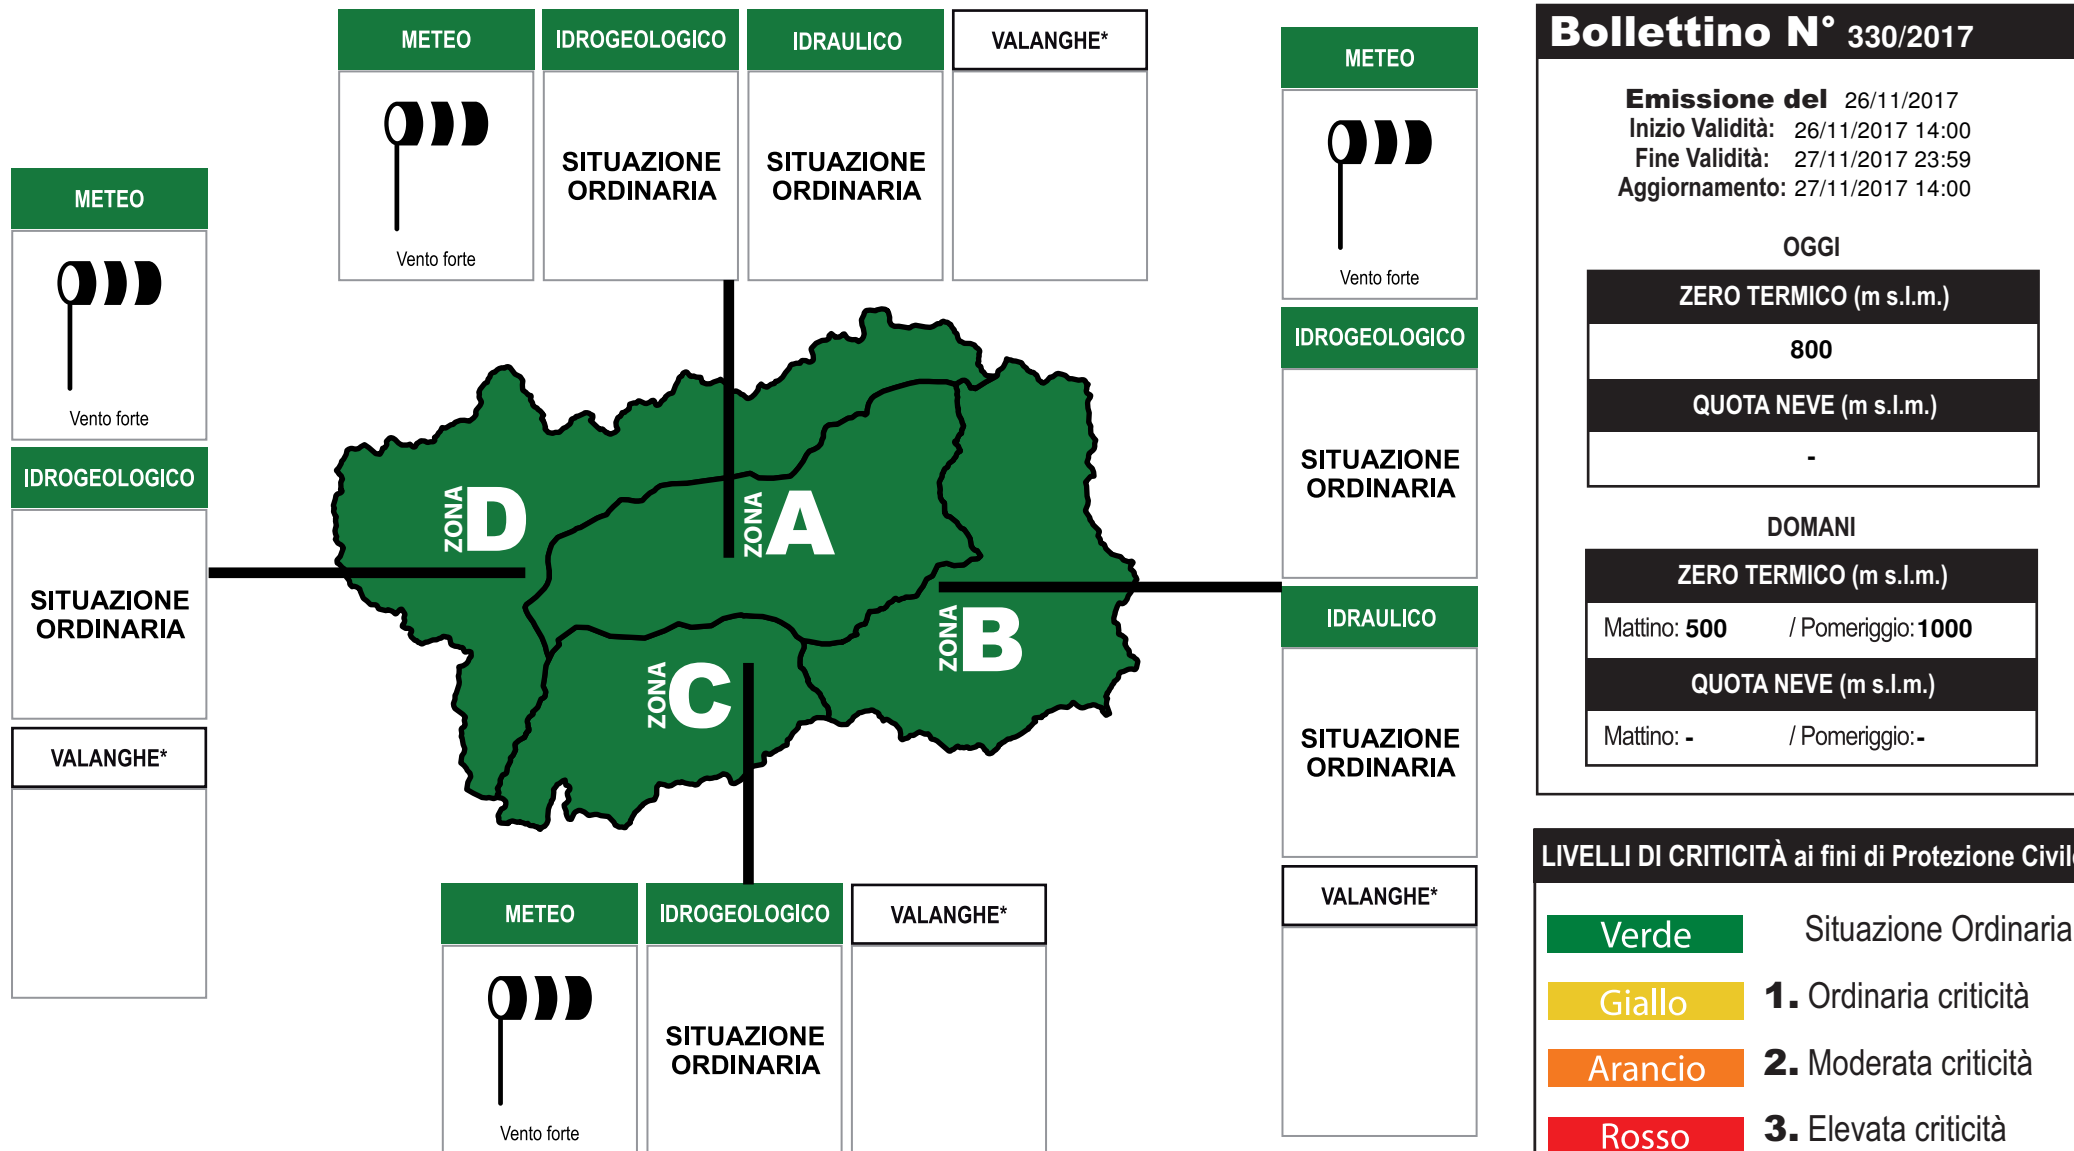 METEO
IDROGEOLOGICO
IDRAULICO
VALANGHE*
Vento forte
SITUAZIONE
ORDINARIA
SITUAZIONE
ORDINARIA
METEO
Vento forte
IDROGEOLOGICO
SITUAZIONE
ORDINARIA
VALANGHE*
METEO
Vento forte
IDROGEOLOGICO
SITUAZIONE
ORDINARIA
IDRAULICO
SITUAZIONE
ORDINARIA
VALANGHE*
ZONA D
ZONA A
ZONA B
ZONA C
METEO
IDROGEOLOGICO
VALANGHE*
Vento forte
SITUAZIONE
ORDINARIA
Bollettino N° 330/2017
Emissione del 26/11/2017
Inizio Validità: 26/11/2017 14:00
Fine Validità: 27/11/2017 23:59
Aggiornamento: 27/11/2017 14:00
OGGI
ZERO TERMICO (m s.l.m.)
800
QUOTA NEVE (m s.l.m.)
-
DOMANI
ZERO TERMICO (m s.l.m.)
Mattino: 500 / Pomeriggio: 1000
QUOTA NEVE (m s.l.m.)
Mattino: - / Pomeriggio: -
LIVELLI DI CRITICITÀ ai fini di Protezione Civile
Verde Situazione Ordinaria
Giallo 1. Ordinaria criticità
Arancio 2. Moderata criticità
Rosso 3. Elevata criticità